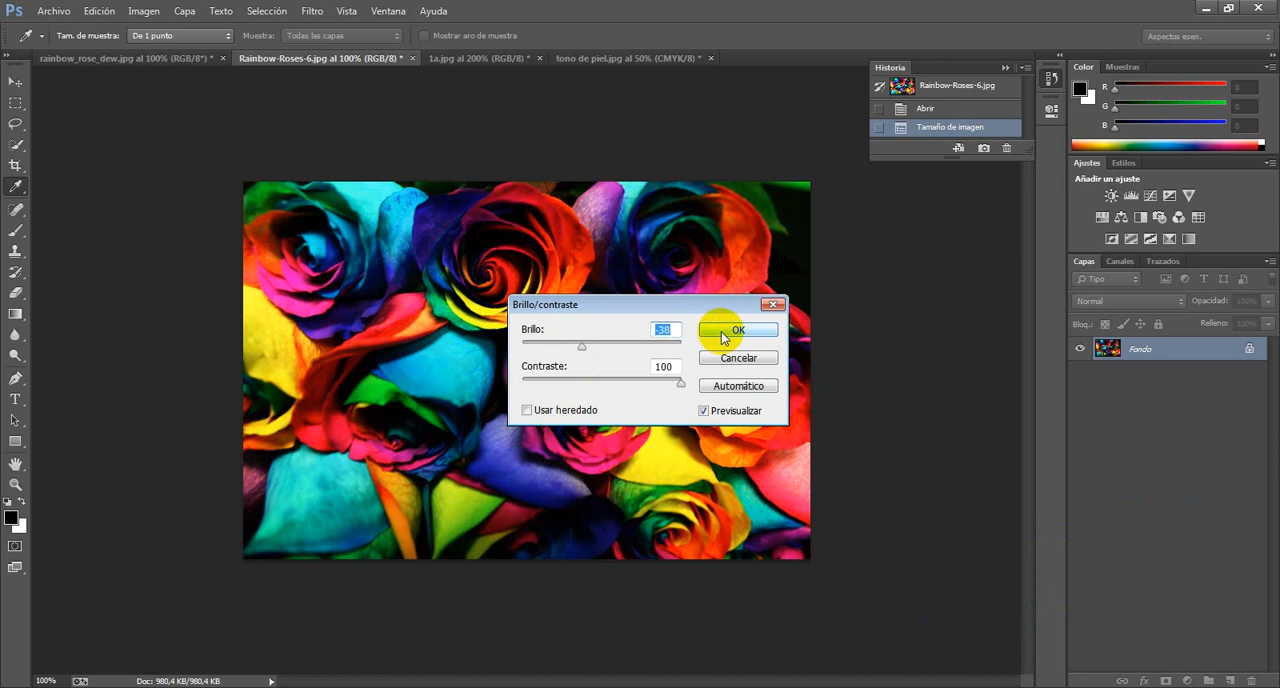 Ps Archivo Edición Imagen Capa Texto Selección Filtro Vista Ventana Ayuda
Tam. de muestra: De 1 punto Muestra: Todas las capas Mostrar aro de muestra Aspectos esen.
rainbow_rose_dew.jpg al 100% (RGB/8*) * × Rainbow-Roses-6.jpg al 100% (RGB/8) * × 1a.jpg al 200% (RGB/8) * × tono de piel.jpg al 50% (CMYK/8) * ×
Historia
Rainbow-Roses-6.jpg
Abrir
Tamaño de imagen
Color Muestras
R 0
G 0
B 0
Ajustes Estilos
Añadir un ajuste
Capas Canales Trazados
Tipo
Normal Opacidad: 100%
Bloq.: Relleno: 100%
Fondo
Brillo/contraste
Brillo: -38 OK
Contraste: 100 Cancelar
Automático
Usar heredado Previsualizar
100% Doc: 980,4 KB/980,4 KB